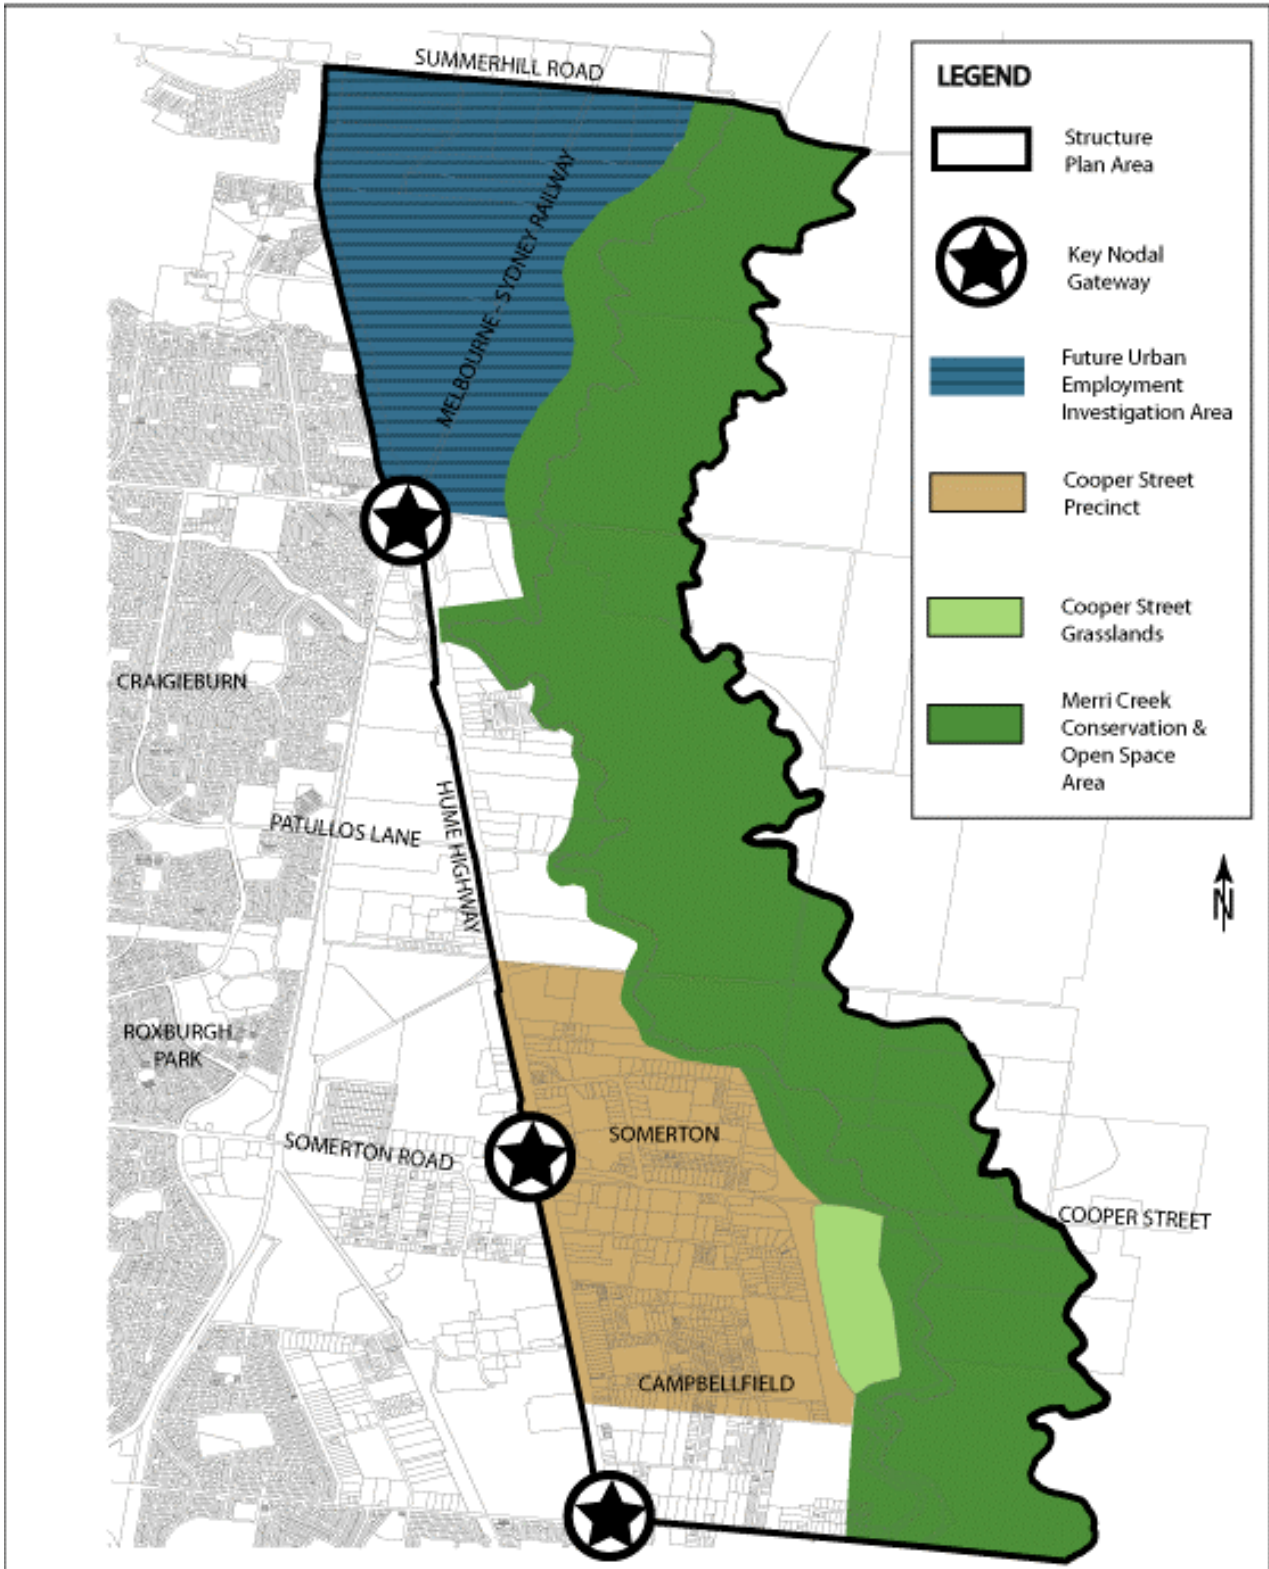 SUMMERHILL ROAD
MELBOURNE - SYDNEY RAILWAY
CRAIGIEBURN
PATULLOS LANE
HUME HIGHWAY
ROXBURGH
PARK
SOMERTON ROAD
SOMERTON
COOPER STREET
CAMPBELLFIELD
LEGEND
Structure
Plan Area
Key Nodal
Gateway
Future Urban
Employment
Investigation Area
Cooper Street
Precinct
Cooper Street
Grasslands
Merri Creek
Conservation &
Open Space
Area
N